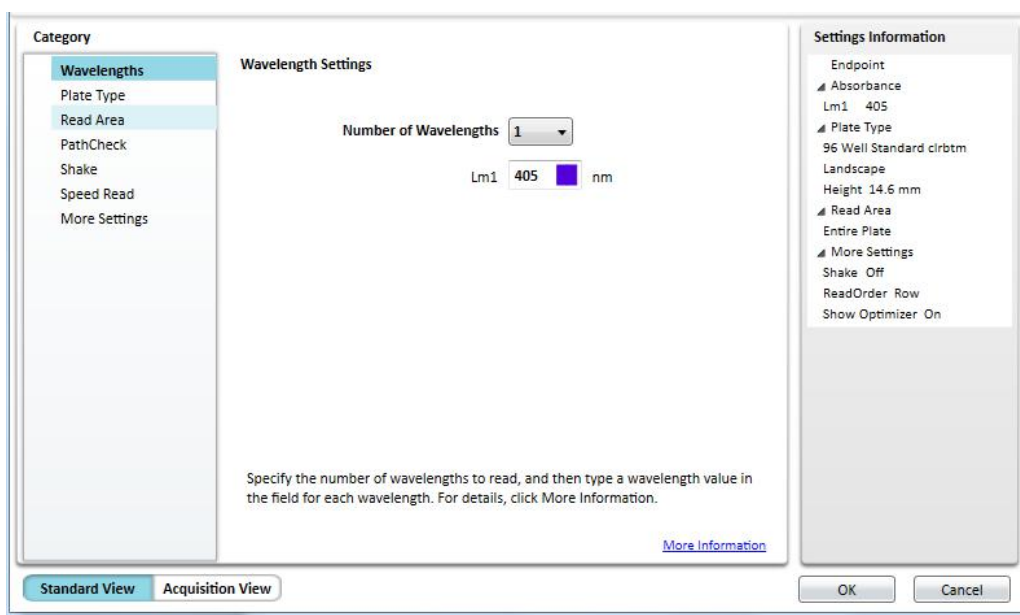 Category
Wavelengths
Plate Type
Read Area
PathCheck
Shake
Speed Read
More Settings
Wavelength Settings
Number of Wavelengths 1
Lm1 405 nm
Specify the number of wavelengths to read, and then type a wavelength value in
the field for each wavelength. For details, click More Information.
More Information
Settings Information
Endpoint
Absorbance
Lm1 405
Plate Type
96 Well Standard clrbtm
Landscape
Height 14.6 mm
Read Area
Entire Plate
More Settings
Shake Off
ReadOrder Row
Show Optimizer On
Standard View Acquisition View
OK Cancel